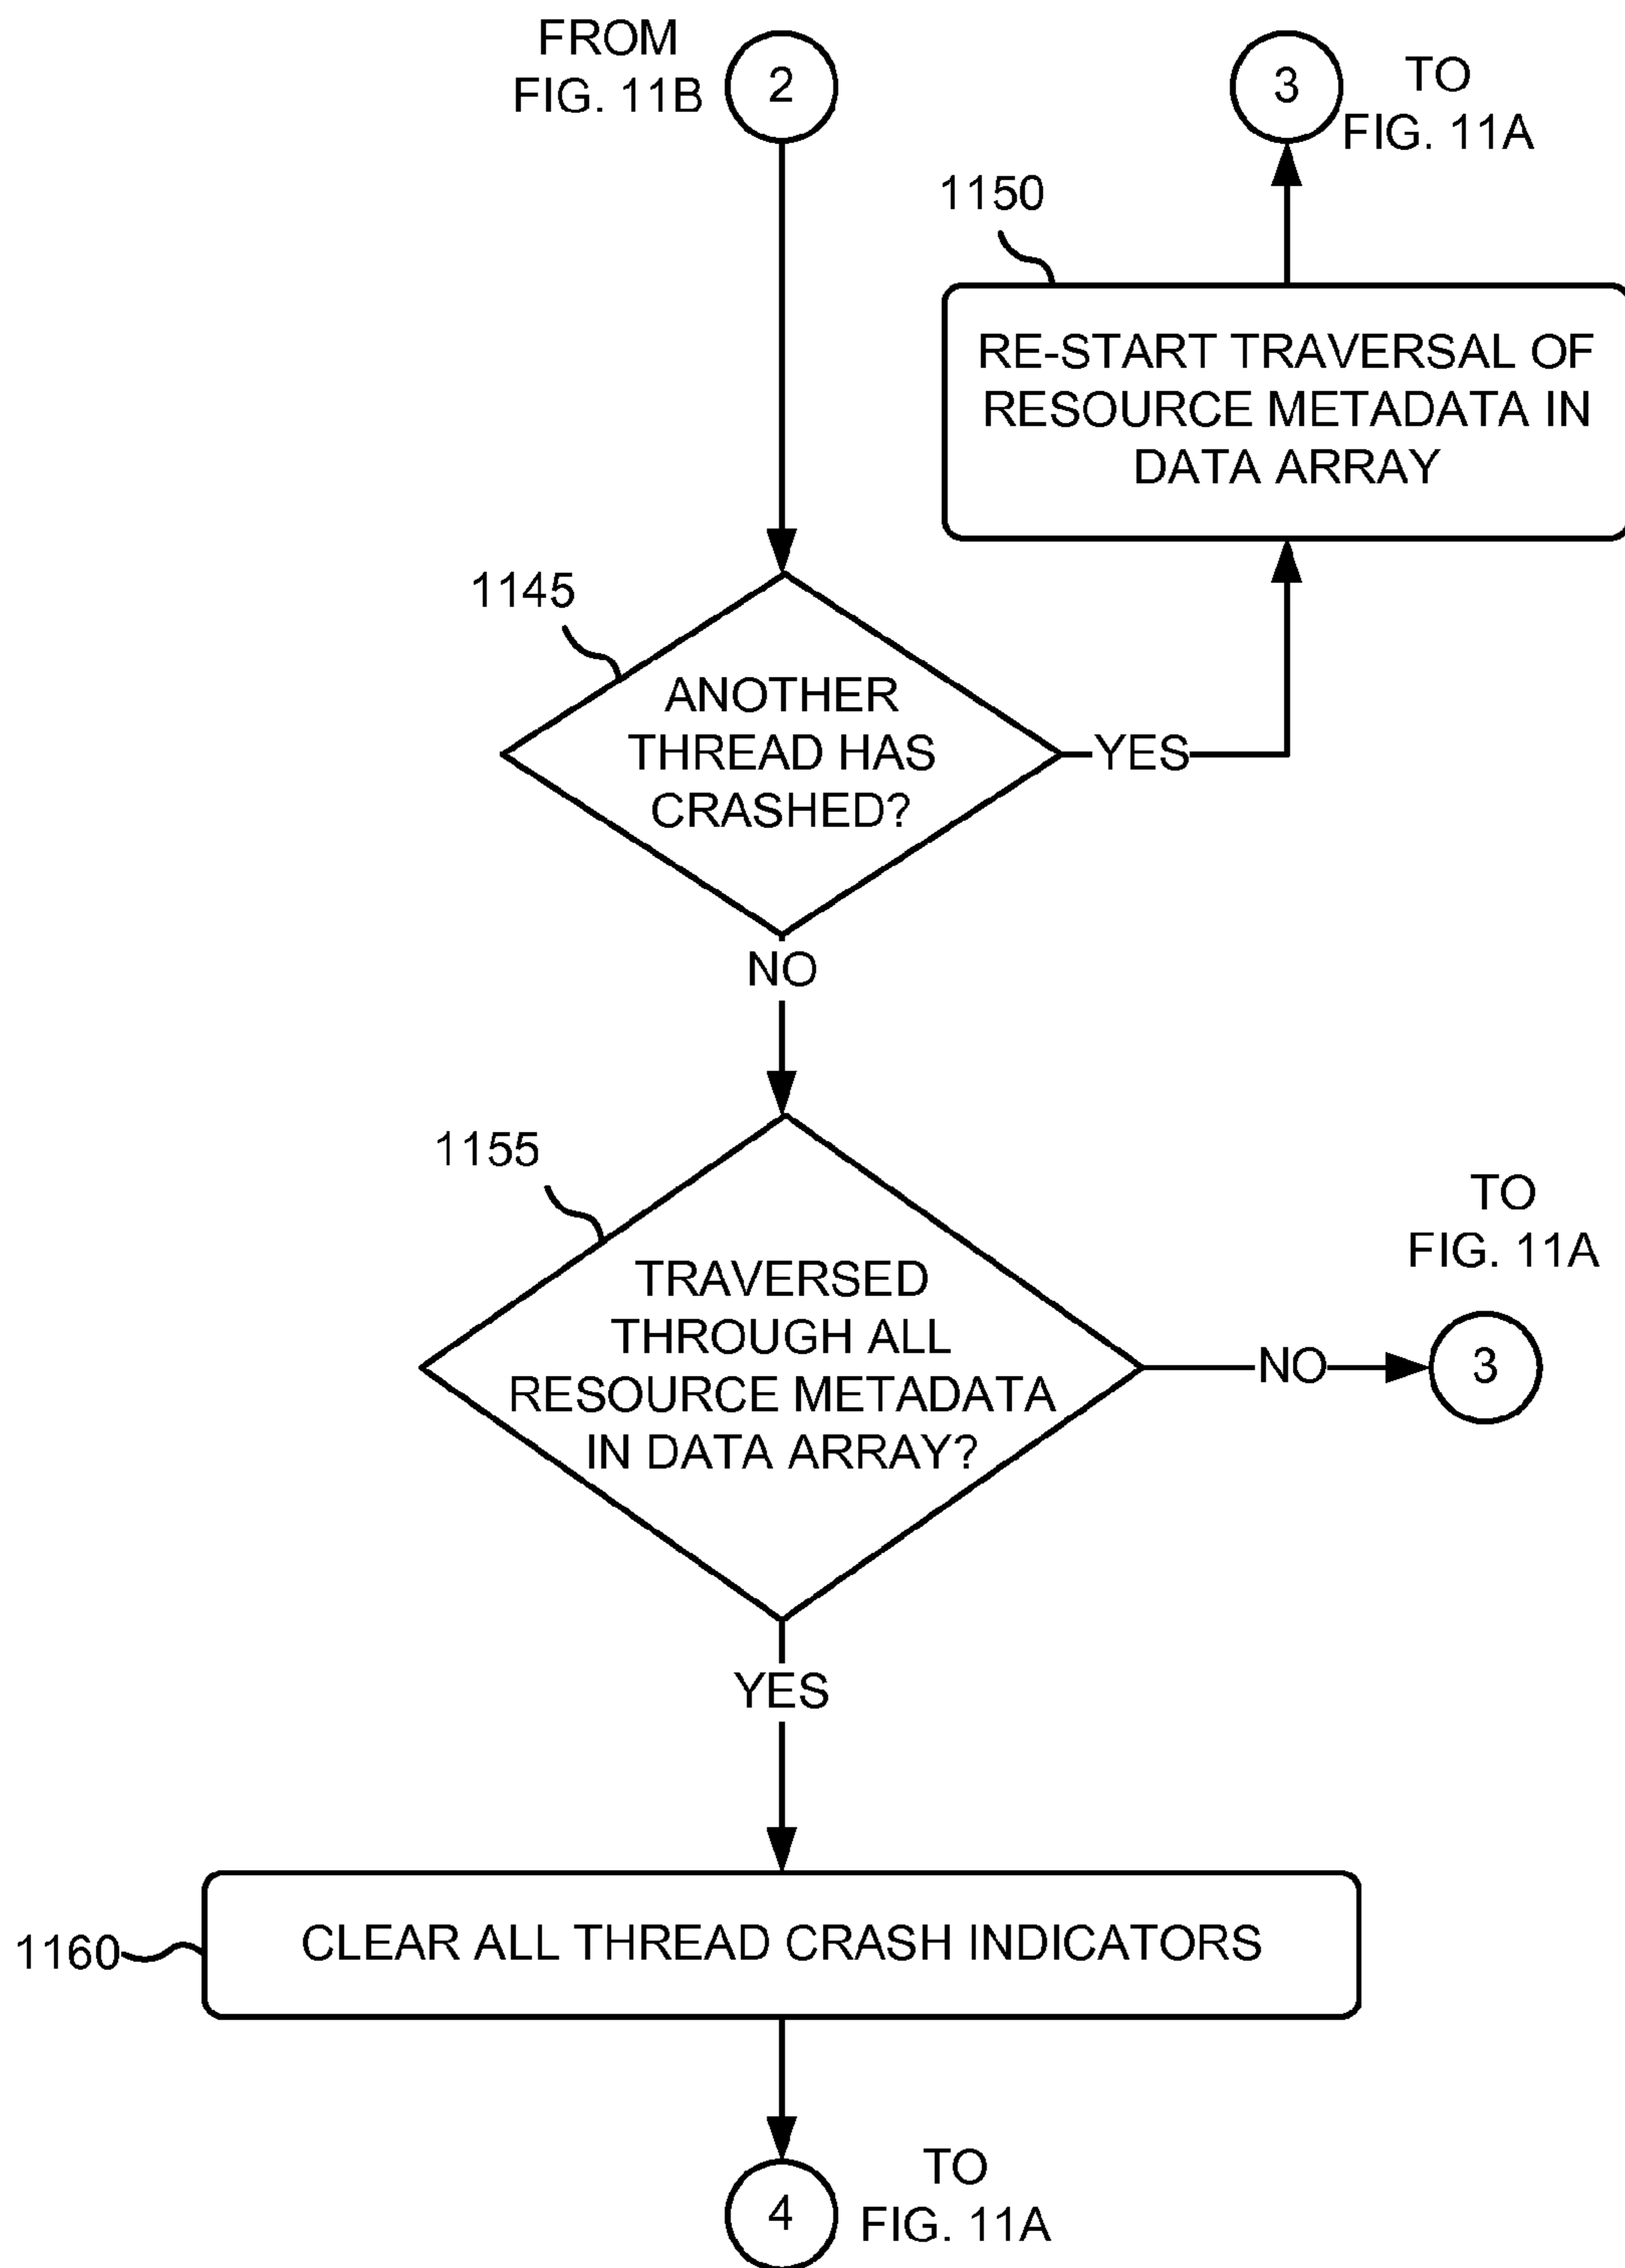 FROM
FIG. 11B
2
3
TO
FIG. 11A
1150
RE-START TRAVERSAL OF
RESOURCE METADATA IN
DATA ARRAY
1145
ANOTHER
THREAD HAS
CRASHED?
YES
NO
1155
TRAVERSED
THROUGH ALL
RESOURCE METADATA
IN DATA ARRAY?
TO
FIG. 11A
NO
3
YES
1160
CLEAR ALL THREAD CRASH INDICATORS
4
TO
FIG. 11A